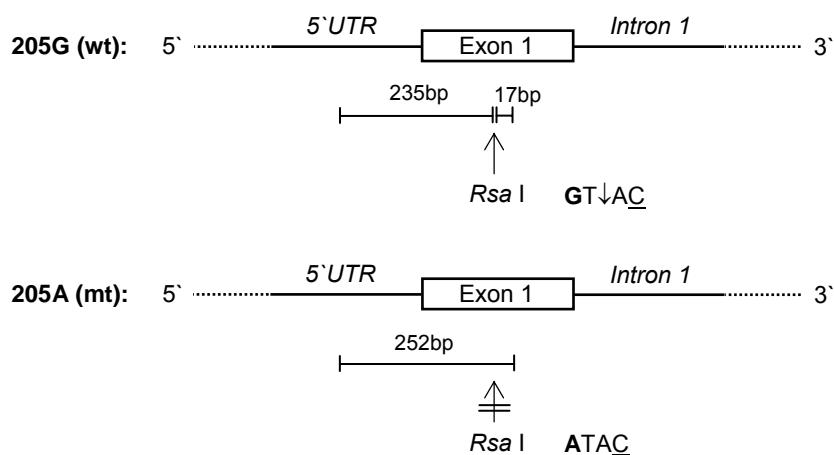 5`UTR Exon 1 Intron 1
205G (wt): 5` 3`
235bp 17bp
Rsa I GT↓AC
5`UTR Exon 1 Intron 1
205A (mt): 5` 3`
252bp
Rsa I ATAC